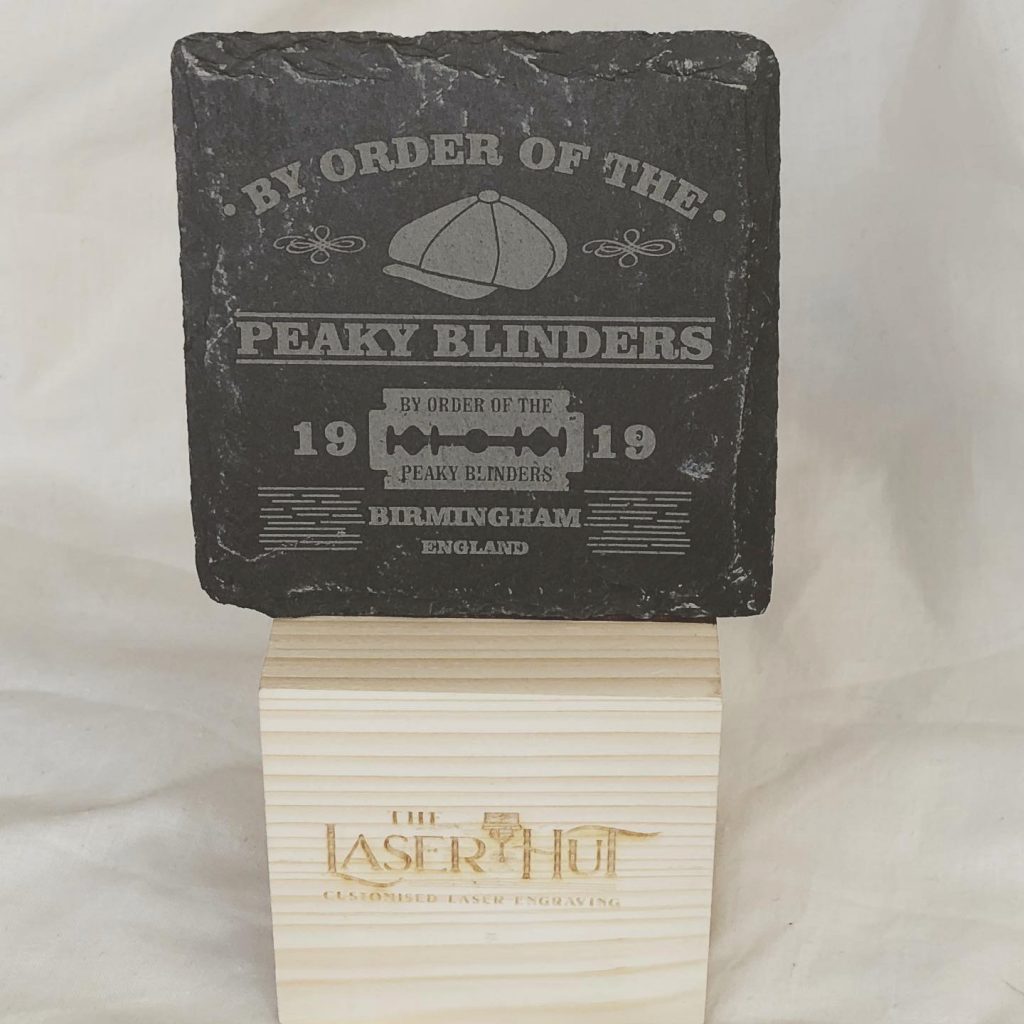 · BY ORDER OF THE ·
PEAKY BLINDERS
BY ORDER OF THE
19 19
PEAKY BLINDERS
BIRMINGHAM
ENGLAND
THE
LASER HUT
CUSTOMISED LASER ENGRAVING